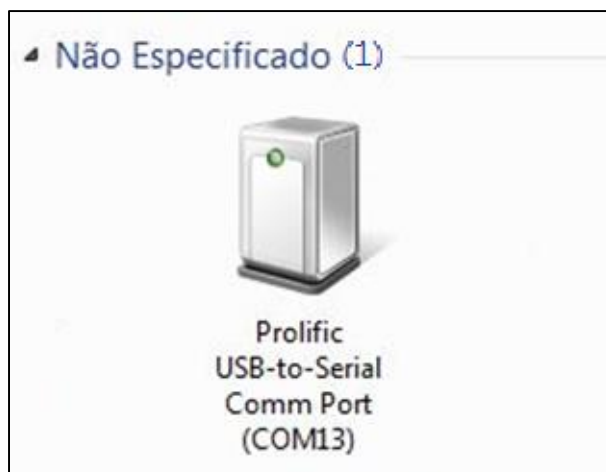 Não Especificado (1)
Prolific
USB-to-Serial
Comm Port
(COM13)